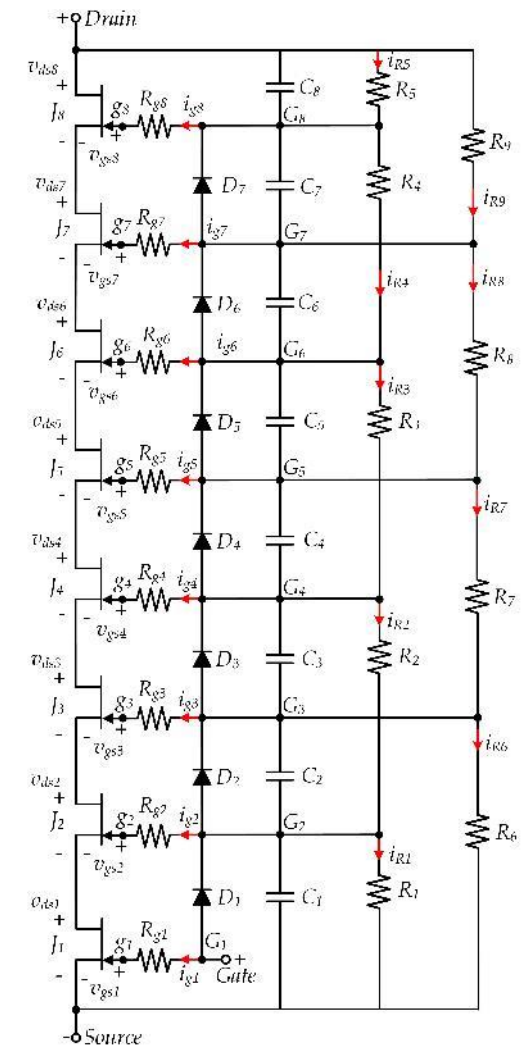 + Drain
v_ds8 + i_R5
C_8 R_5
J_8 g_8 R_g8 i_g8 G_8
- - v_gs8 + R_9
v_ds7 D_7 C_7 R_4
+ i_R9
J_7 g_7 R_g7 i_g7 G_7
- - v_gs7 + i_R4 i_R8
v_ds6 D_6 C_6
+
J_6 g_6 R_g6 i_g6 G_6 R_8
- - v_gs6 + i_R3
v_ds5 D_5 C_5 R_3
+
J_5 g_5 R_g5 i_g5 G_5
- - v_gs5 + i_R7
v_ds4 D_4 C_4
+
J_4 g_4 R_g4 i_g4 G_4 R_7
- - v_gs4 + i_R2
v_ds3 D_3 C_3 R_2
+
J_3 g_3 R_g3 i_g3 G_3
- - v_gs3 + i_R6
v_ds2 D_2 C_2
+
J_2 g_2 R_g2 i_g2 G_2 R_6
- - v_gs2 + i_R1
v_ds1 D_1 C_1 R_1
+
J_1 g_1 R_g1 G_1 +
- - v_gs1 + i_g1 Gate
- Source